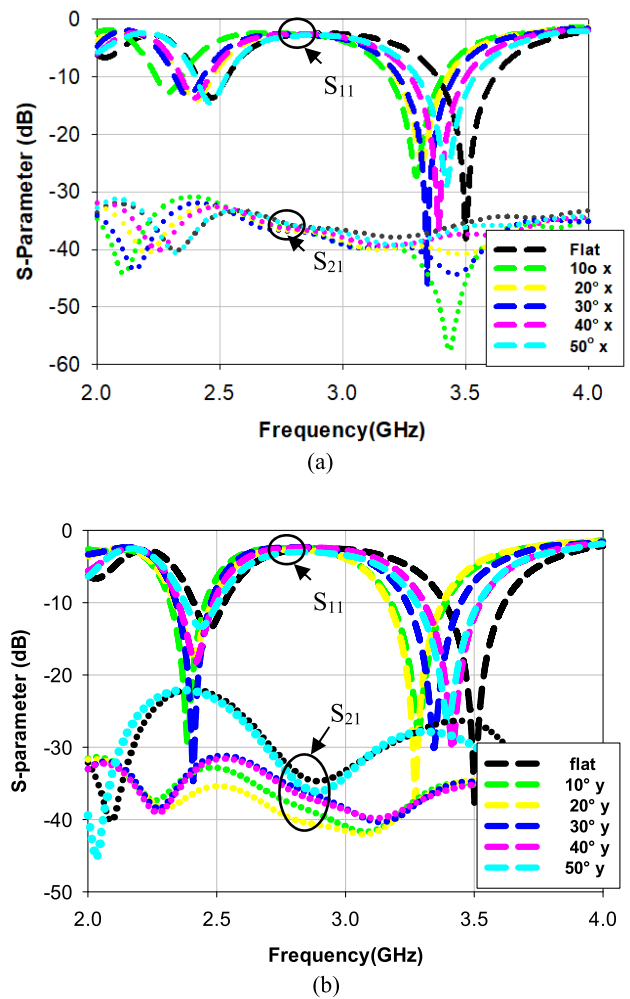 0
-10
-20
-30
-40
-50
-60
S-Parameter (dB)
S11
S21
Flat
10o x
20° x
30° x
40° x
50° x
2.0 2.5 3.0 3.5 4.0
Frequency(GHz)
(a)
0
-10
-20
-30
-40
-50
S-parameter (dB)
S11
S21
flat
10° y
20° y
30° y
40° y
50° y
2.0 2.5 3.0 3.5 4.0
Frequency(GHz)
(b)